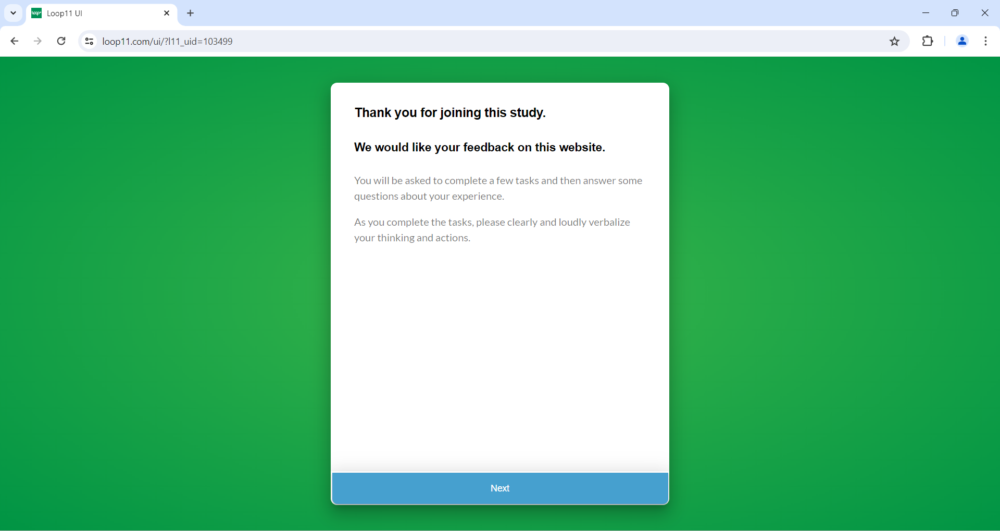 Loop11 UI
loop11.com/ui/?l11_uid=103499
Thank you for joining this study.
We would like your feedback on this website.
You will be asked to complete a few tasks and then answer some
questions about your experience.
As you complete the tasks, please clearly and loudly verbalize
your thinking and actions.
Next